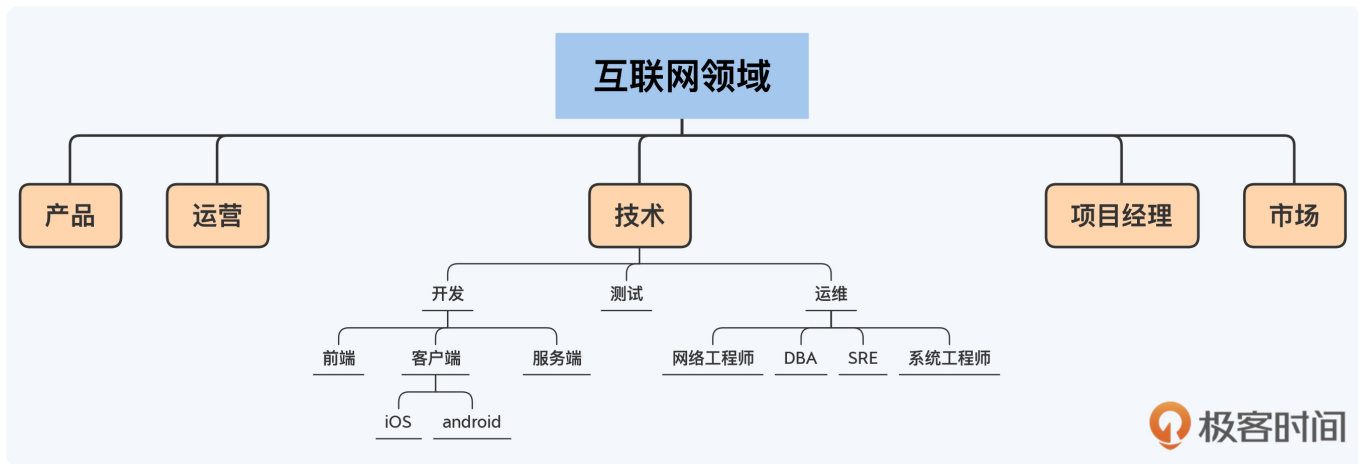 互联网领域
产品
运营
技术
项目经理
市场
开发
测试
运维
前端
客户端
服务端
网络工程师
DBA
SRE
系统工程师
iOS
android
极客时间